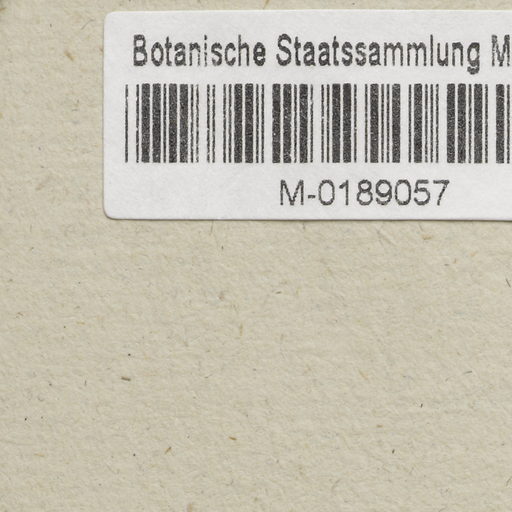 Botanische Staatssammlung M
M-0189057